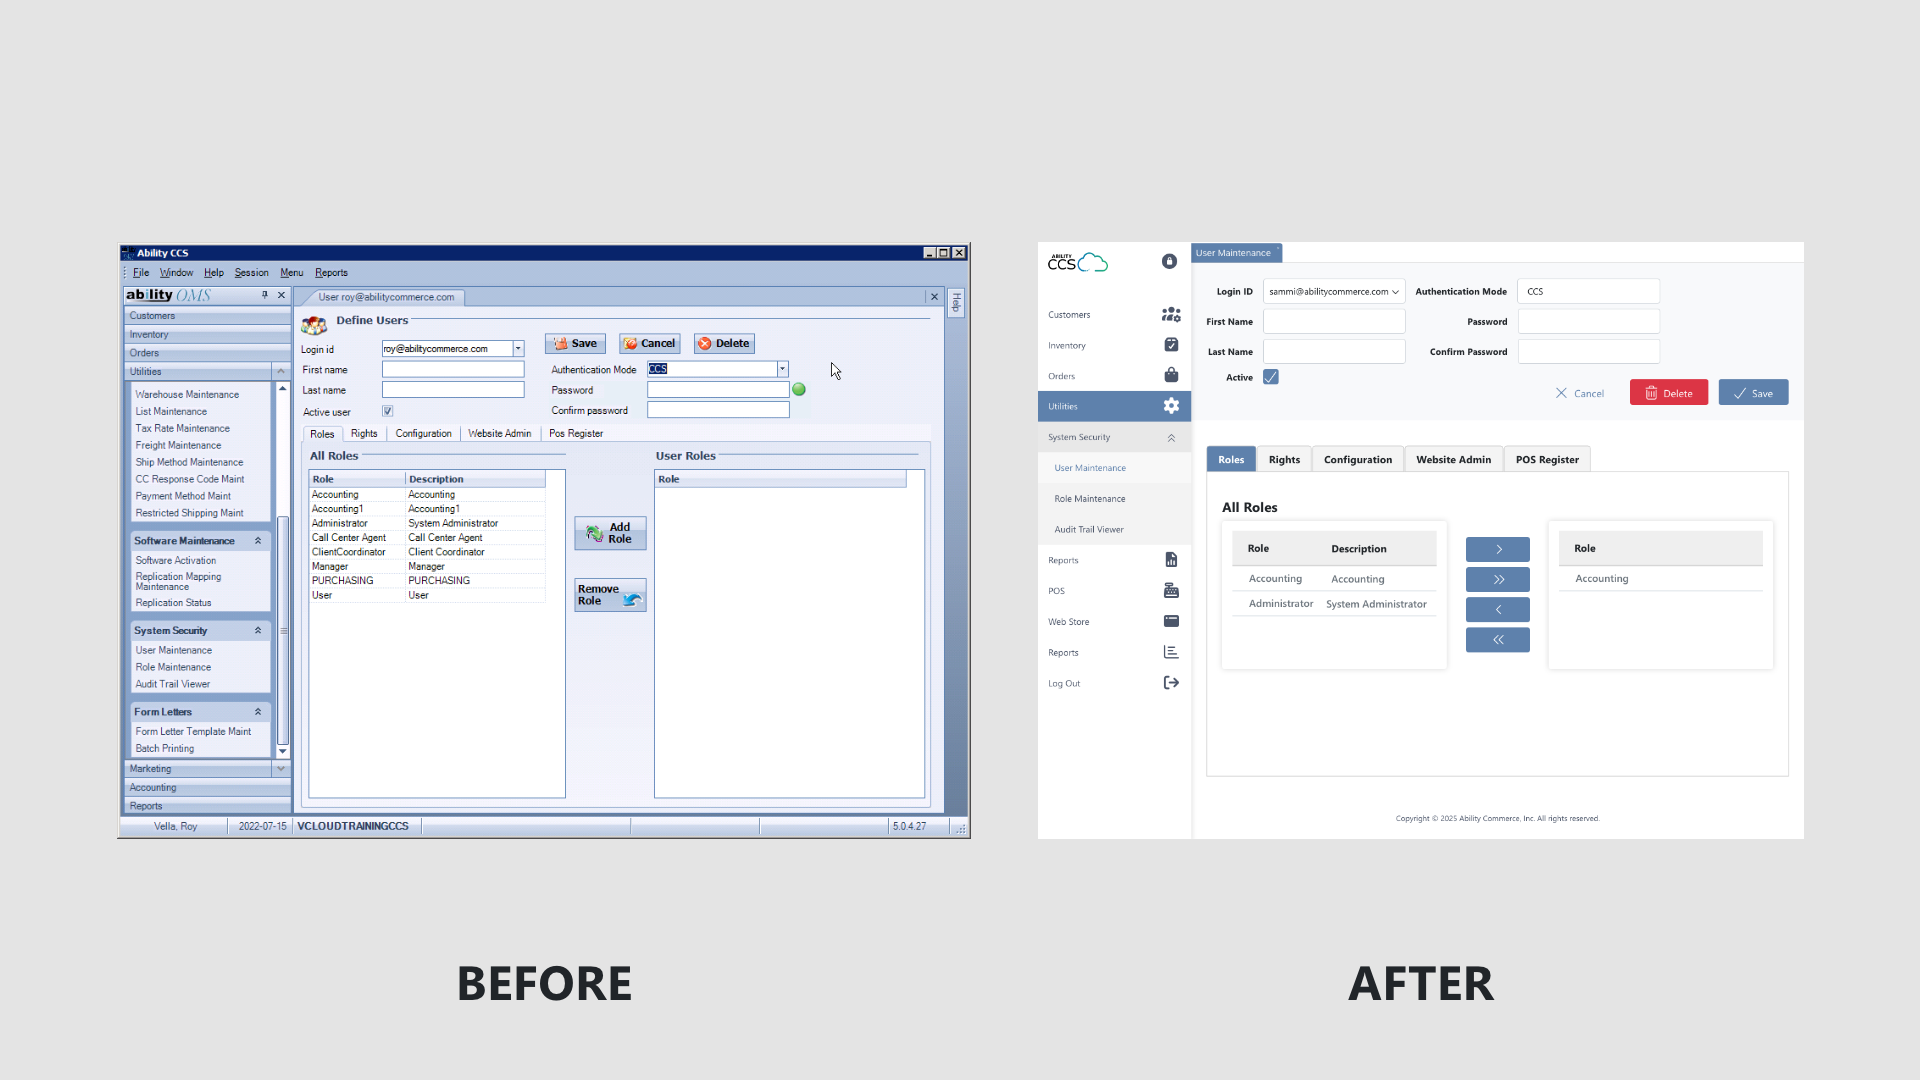 Ability CCS
File Window Help Session Menu Reports
ability OMS
User roy@abilitycommerce.com
Help
Customers
Inventory
Orders
Utilities
Warehouse Maintenance
List Maintenance
Tax Rate Maintenance
Freight Maintenance
Ship Method Maintenance
CC Response Code Maint
Payment Method Maint
Restricted Shipping Maint
Software Maintenance
Software Activation
Replication Mapping
Maintenance
Replication Status
System Security
User Maintenance
Role Maintenance
Audit Trail Viewer
Form Letters
Form Letter Template Maint
Batch Printing
Marketing
Accounting
Reports
Define Users
Save Cancel Delete
Login id roy@abilitycommerce.com
First name Authentication Mode CCS
Last name Password
Active user Confirm password
Roles Rights Configuration Website Admin Pos Register
All Roles User Roles
Role Description Role
Accounting Accounting
Accounting1 Accounting1
Administrator System Administrator
Call Center Agent Call Center Agent
ClientCoordinator Client Coordinator
Manager Manager
PURCHASING PURCHASING
User User
Add
Role
Remove
Role
Vella, Roy 2022-07-15 VCLOUDTRAININGCCS 5.0.4.27
BEFORE
ABILITY
CCS
Customers
Inventory
Orders
Utilities
System Security
User Maintenance
Role Maintenance
Audit Trail Viewer
Reports
POS
Web Store
Reports
Log Out
User Maintenance
Login ID sammi@abilitycommerce.com Authentication Mode CCS
First Name Password
Last Name Confirm Password
Active
Cancel Delete Save
Roles Rights Configuration Website Admin POS Register
All Roles
Role Description Role
Accounting Accounting Accounting
Administrator System Administrator
Copyright © 2025 Ability Commerce, Inc. All rights reserved.
AFTER